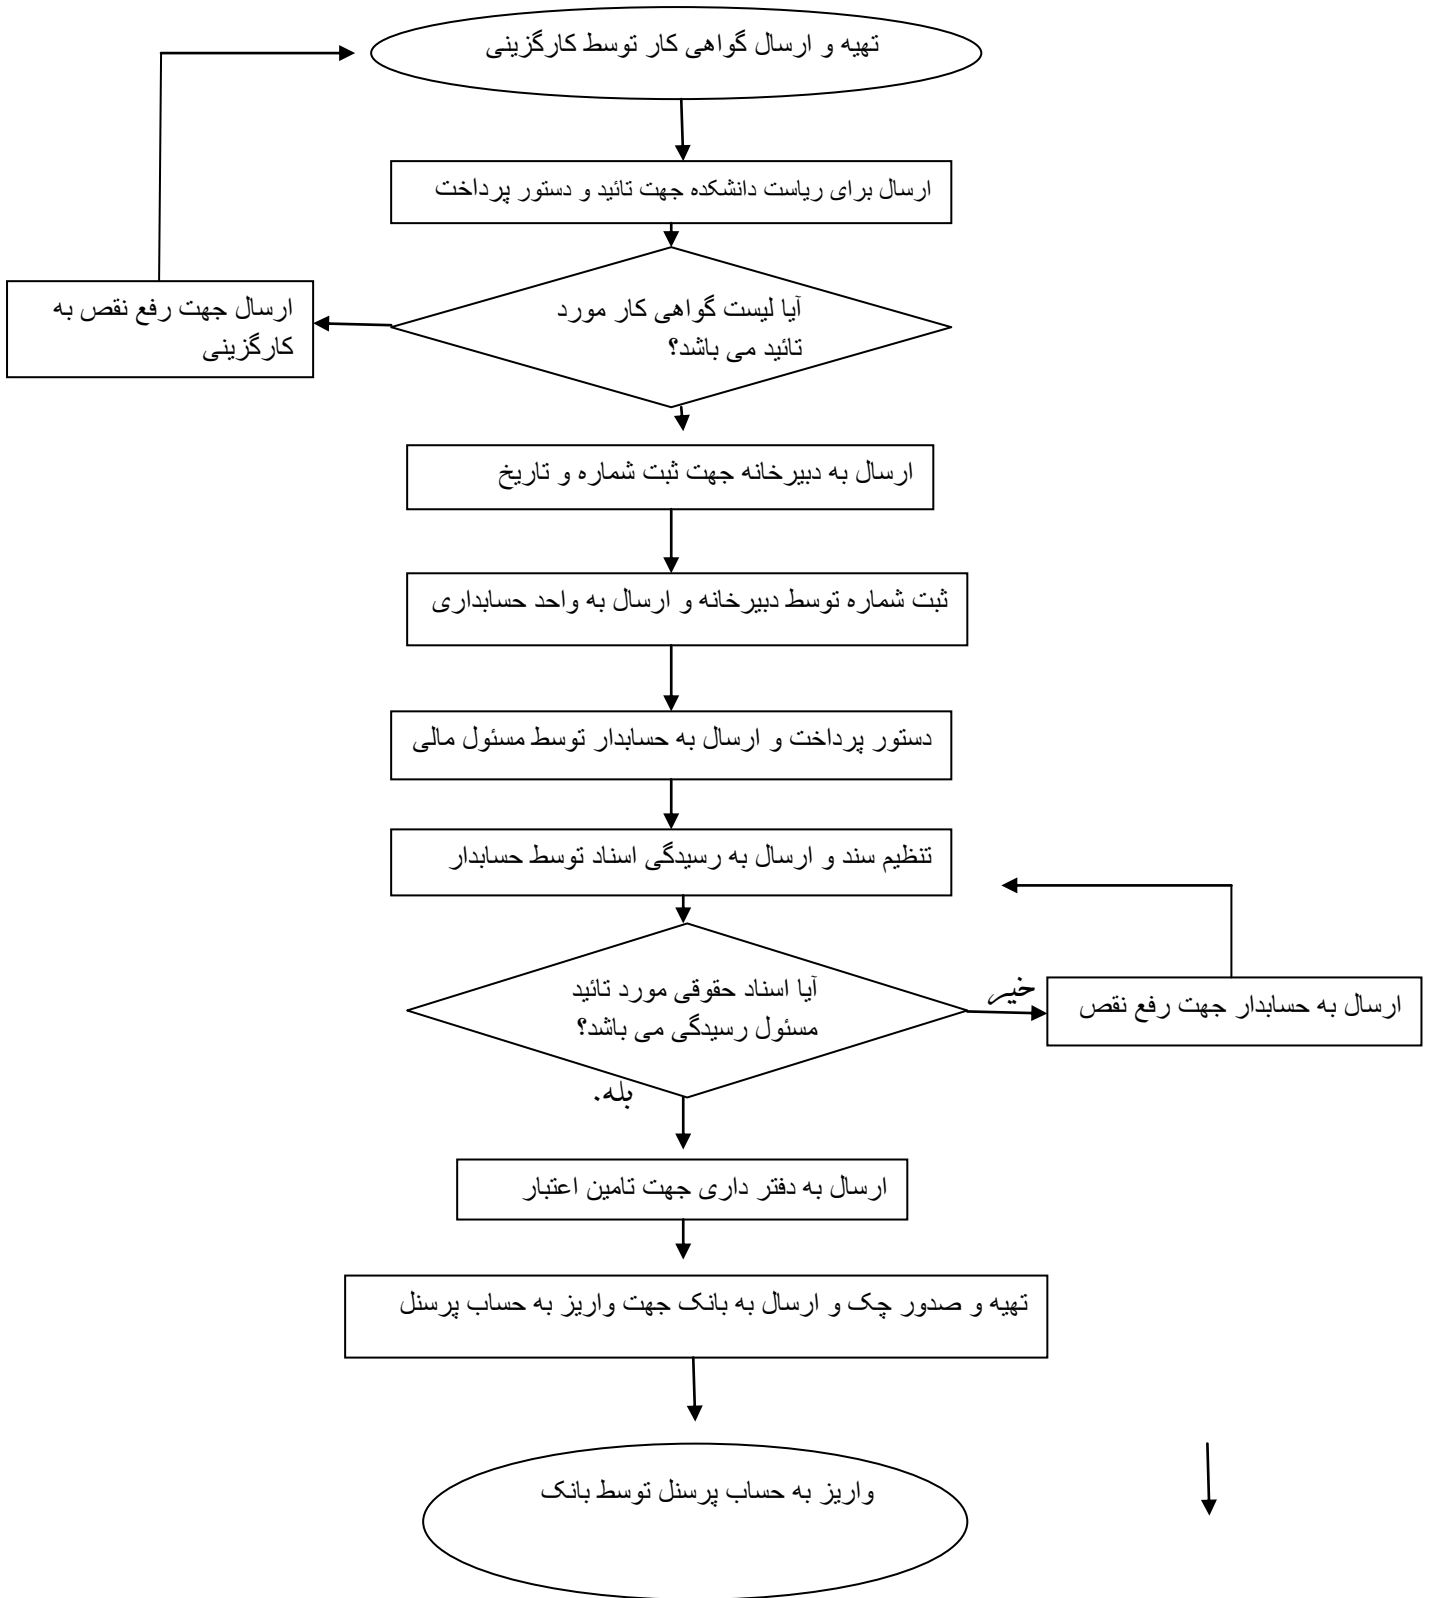 تهیه و ارسال گواهی کار توسط کارگزینی
ارسال برای ریاست دانشکده جهت تائید و دستور پرداخت
آیا لیست گواهی کار مورد
تائید می باشد؟
ارسال جهت رفع نقص به
کارگزینی
ارسال به دبیرخانه جهت ثبت شماره و تاریخ
ثبت شماره توسط دبیرخانه و ارسال به واحد حسابداری
دستور پرداخت و ارسال به حسابدار توسط مسئول مالی
تنظیم سند و ارسال به رسیدگی اسناد توسط حسابدار
آیا اسناد حقوقی مورد تائید
مسئول رسیدگی می باشد؟
خیر
ارسال به حسابدار جهت رفع نقص
بله.
ارسال به دفتر داری جهت تامین اعتبار
تهیه و صدور چک و ارسال به بانک جهت واریز به حساب پرسنل
واریز به حساب پرسنل توسط بانک